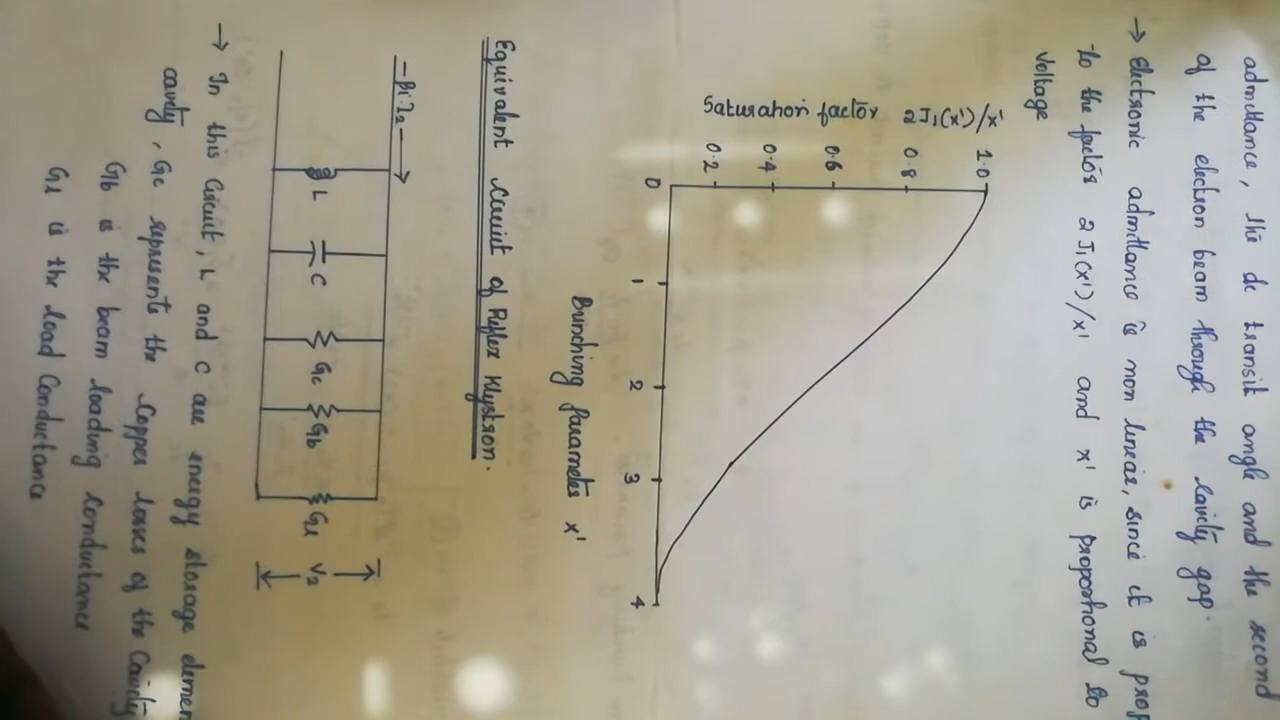 admittance, the dc transit angle and the second
of the electron beam through the cavity gap.
→ Electronic admittance is non linear, since it is prop
to the factor 2J₁(x')/x' and x' is proportional to
Voltage
Saturation factor 2J₁(x')/x'
1.0
0.8
0.6
0.4
0.2
0 1 2 3 4
Bunching parameter x'
Equivalent circuit of Reflex Klystron.
-βi I₂ →
L C Gc Gb Gl V₂
→ In this circuit, L and C are energy storage elemen
cavity, Gc represents the copper losses of the Cavity
Gb is the beam loading conductance
Gl is the load Conductance